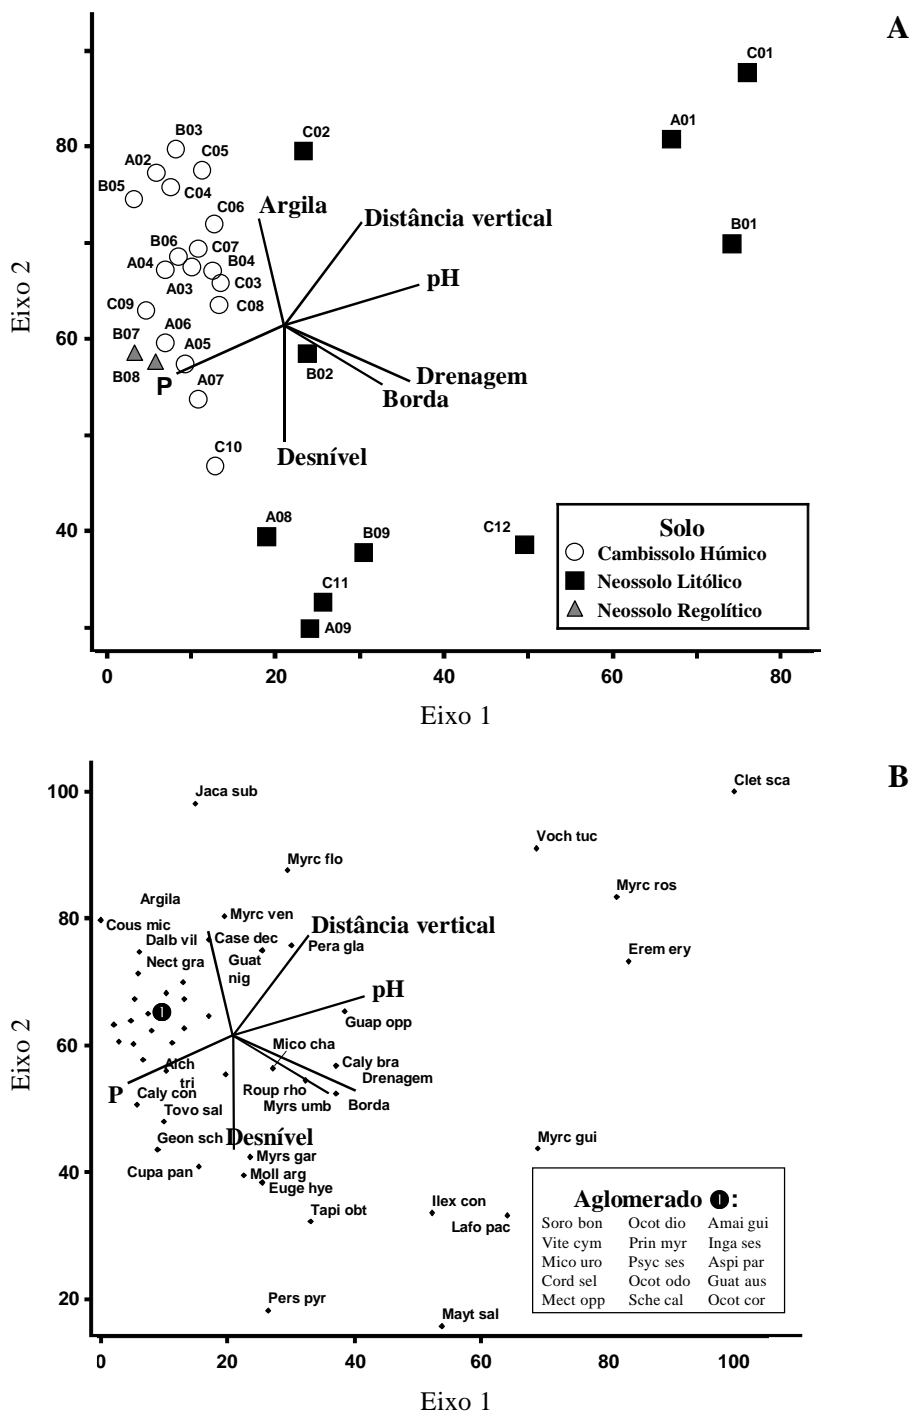 A
C01
A01
B03
C02
C05
A02
B05
C04
C06
Argila
Distância vertical
B01
B06
C07
B04
A04
pH
A03
C03
C09
C08
A06
B07
A05
B02
B08
P
A07
Drenagem
Borda
C10
Desnível
A08
B09
C12
C11
A09
Solo
Cambissolo Húmico
Neossolo Litólico
Neossolo Regolítico
80
60
40
Eixo 2
0 20 40 60 80
Eixo 1
B
Jaca sub
Clet sca
Voch tuc
Myrc flo
Myrc ros
Argila
Cous mic
Myrc ven
Distância vertical
Dalb vil
Case dec
Pera gla
Erem ery
Nect gra
Guat
nig
pH
1
Guap opp
Mico cha
Alch
tri
Caly bra
Drenagem
P
Caly con
Roup rho
Myrs umb
Borda
Tovo sal
Geon sch
Desnível
Myrc gui
Cupa pan
Myrs gar
Moll arg
Euge hye
Tapi obt
Ilex con
Lafo pac
Pers pyr
Mayt sal
Aglomerado 1:
Soro bon Ocot dio Amai gui
Vite cym Prin myr Inga ses
Mico uro Psyc ses Aspi par
Cord sel Ocot odo Guat aus
Mect opp Sche cal Ocot cor
100
80
60
40
20
Eixo 2
0 20 40 60 80 100
Eixo 1